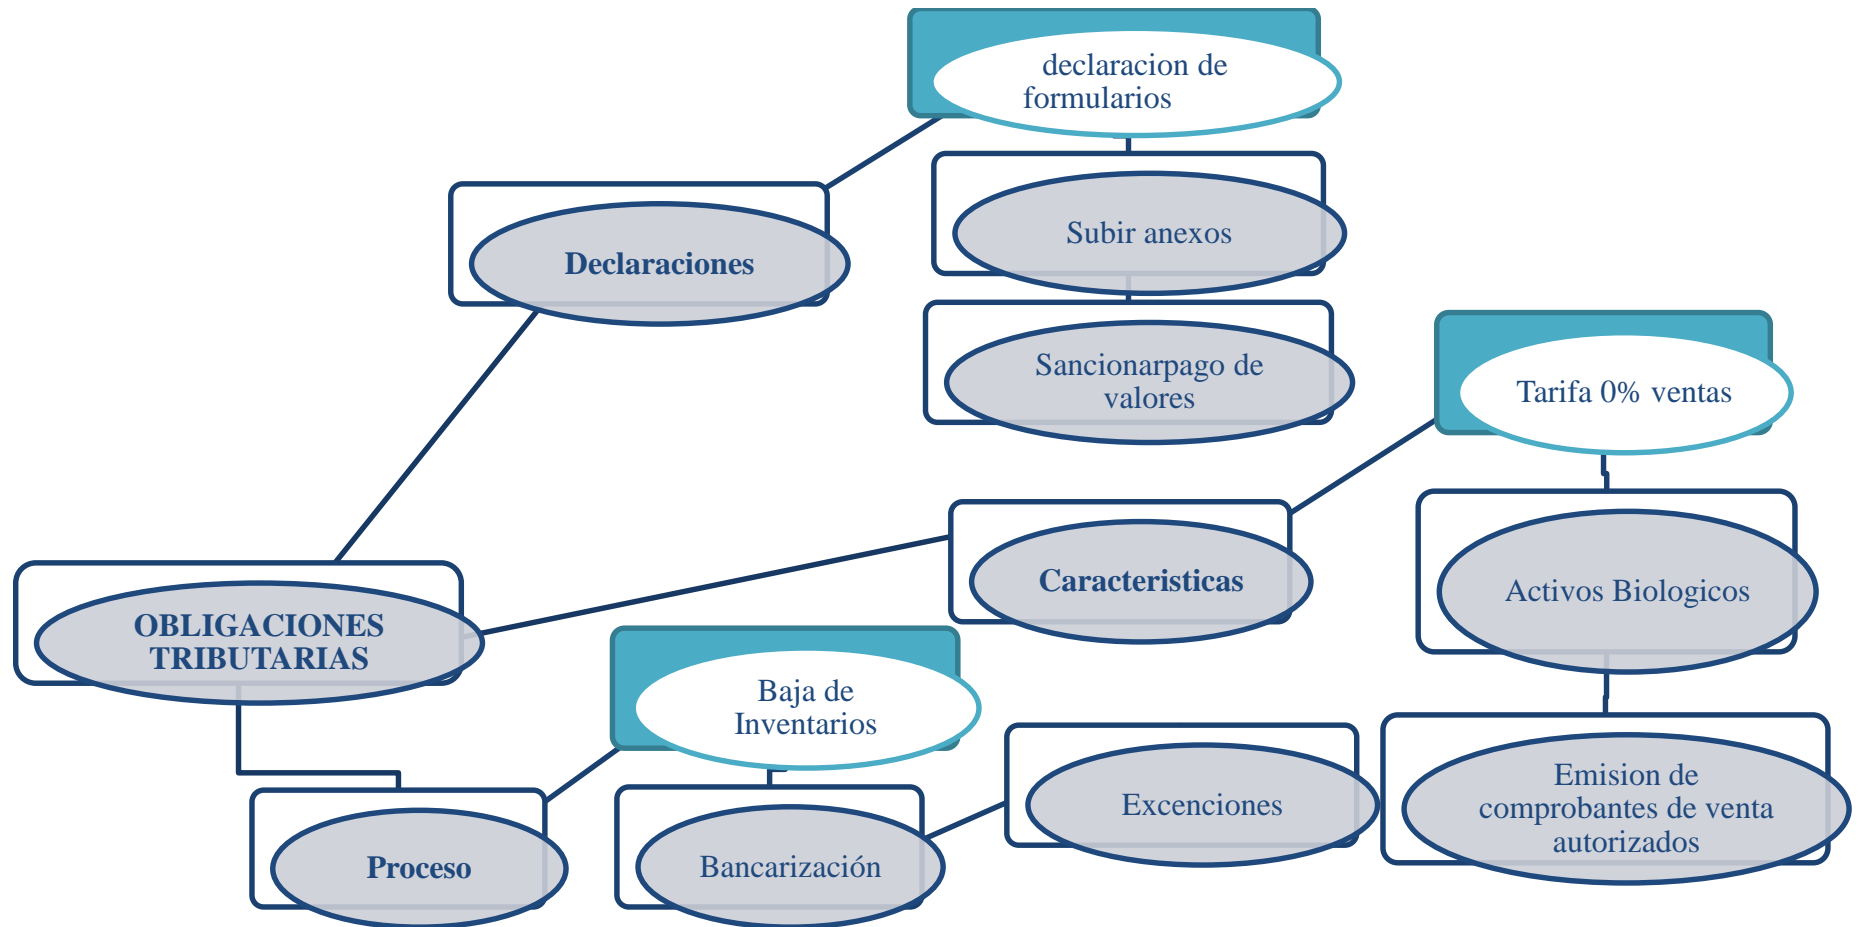 declaracion de
formularios
Subir anexos
Declaraciones
Sancionarpago de
valores
Tarifa 0% ventas
Caracteristicas
Activos Biologicos
OBLIGACIONES
TRIBUTARIAS
Baja de
Inventarios
Emision de
comprobantes de venta
autorizados
Excenciones
Proceso
Bancarización